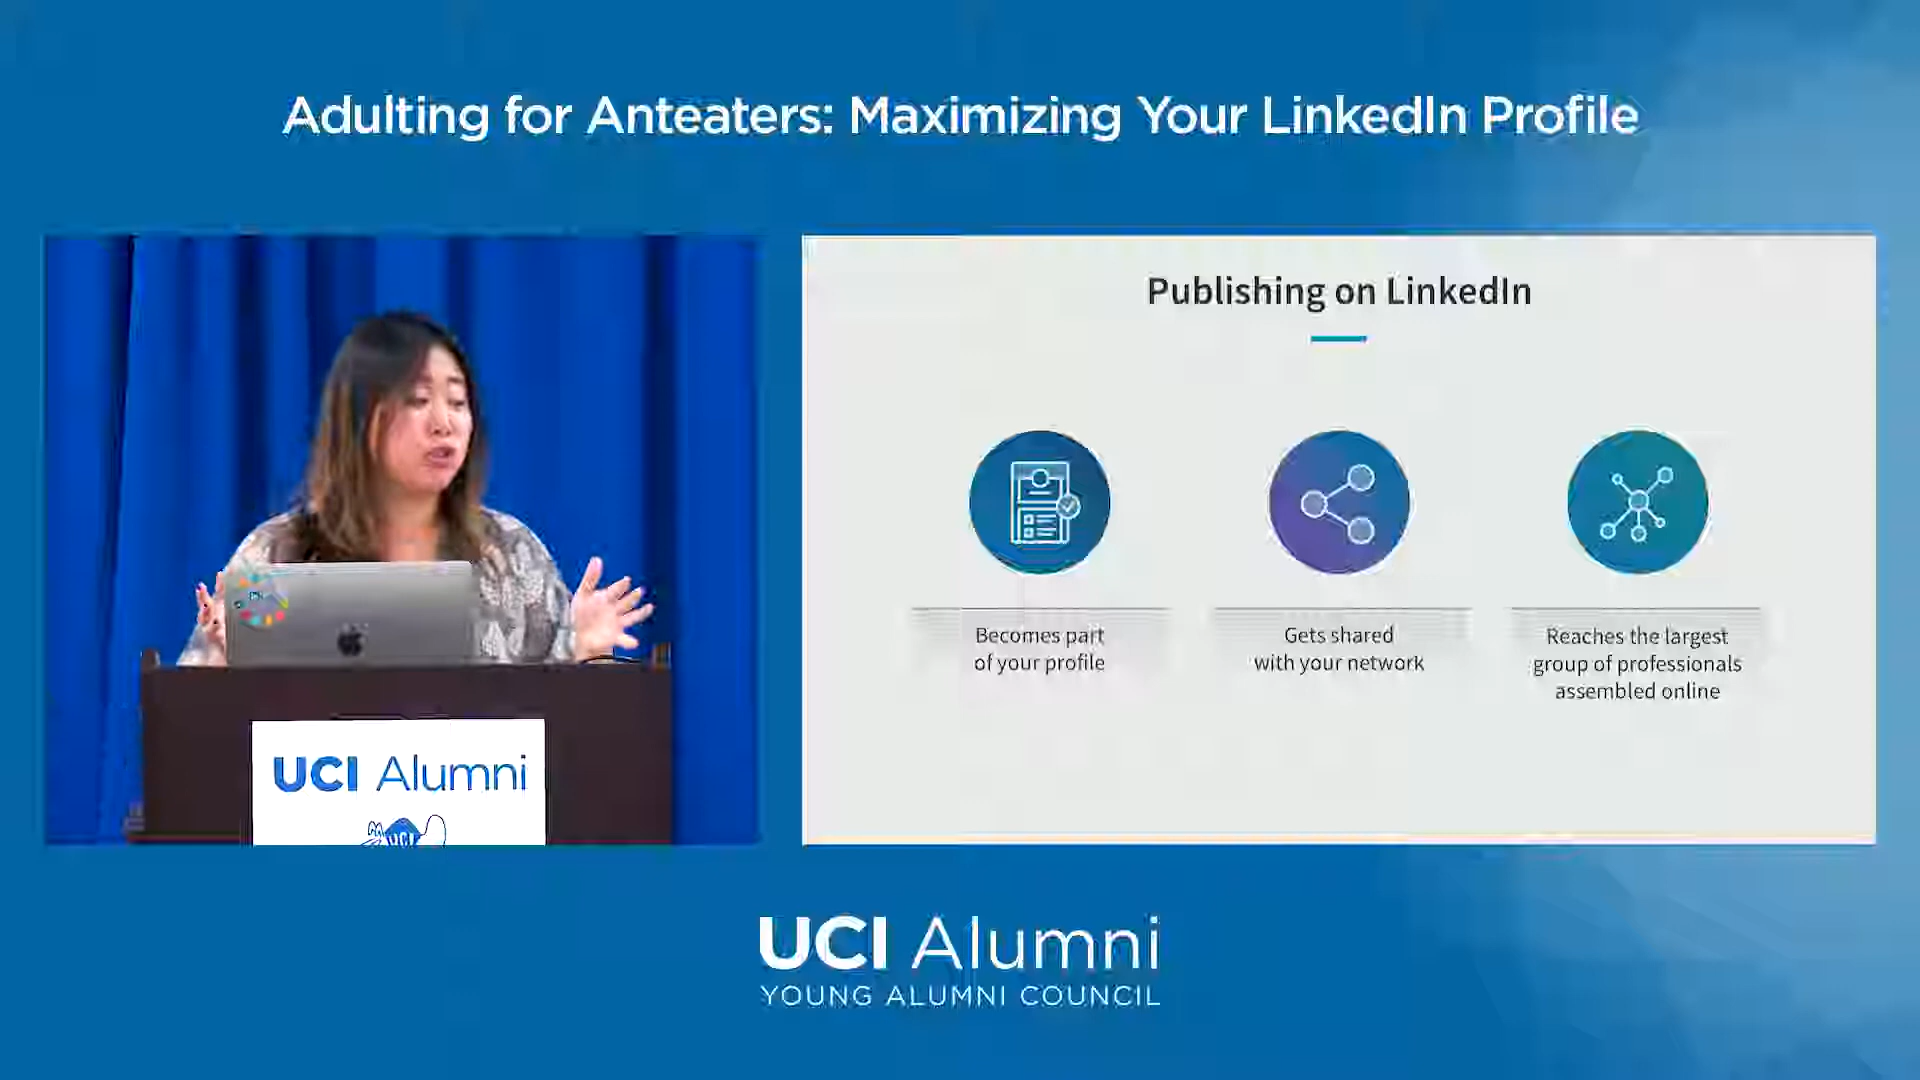 Adulting for Anteaters: Maximizing Your LinkedIn Profile
Publishing on LinkedIn
Becomes part
of your profile
Gets shared
with your network
Reaches the largest
group of professionals
assembled online
UCI Alumni
UCI
UCI Alumni
YOUNG ALUMNI COUNCIL